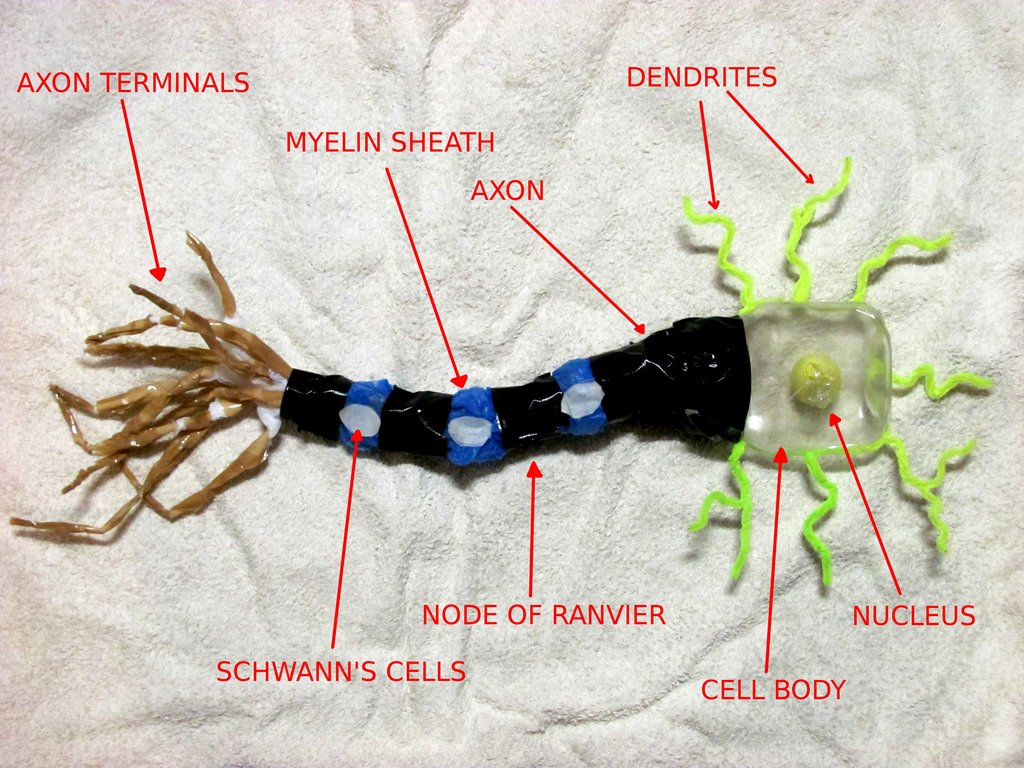 AXON TERMINALS
DENDRITES
MYELIN SHEATH
AXON
NODE OF RANVIER
NUCLEUS
SCHWANN'S CELLS
CELL BODY